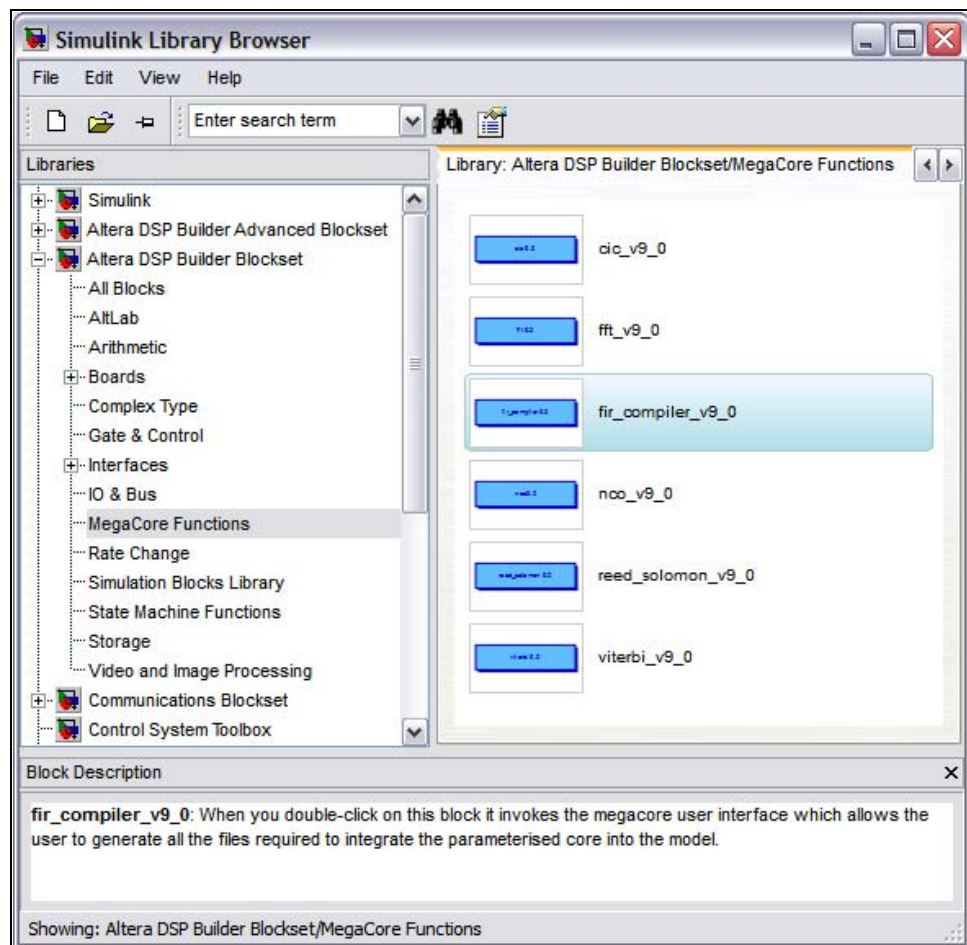 Simulink Library Browser
File Edit View Help
Enter search term
Libraries
Simulink
Altera DSP Builder Advanced Blockset
Altera DSP Builder Blockset
All Blocks
AltLab
Arithmetic
Boards
Complex Type
Gate & Control
Interfaces
IO & Bus
MegaCore Functions
Rate Change
Simulation Blocks Library
State Machine Functions
Storage
Video and Image Processing
Communications Blockset
Control System Toolbox
Library: Altera DSP Builder Blockset/MegaCore Functions
cic_v9_0
fft_v9_0
fir_compiler_v9_0
nco_v9_0
reed_solomon_v9_0
viterbi_v9_0
Block Description
fir_compiler_v9_0: When you double-click on this block it invokes the megacore user interface which allows the
user to generate all the files required to integrate the parameterised core into the model.
Showing: Altera DSP Builder Blockset/MegaCore Functions